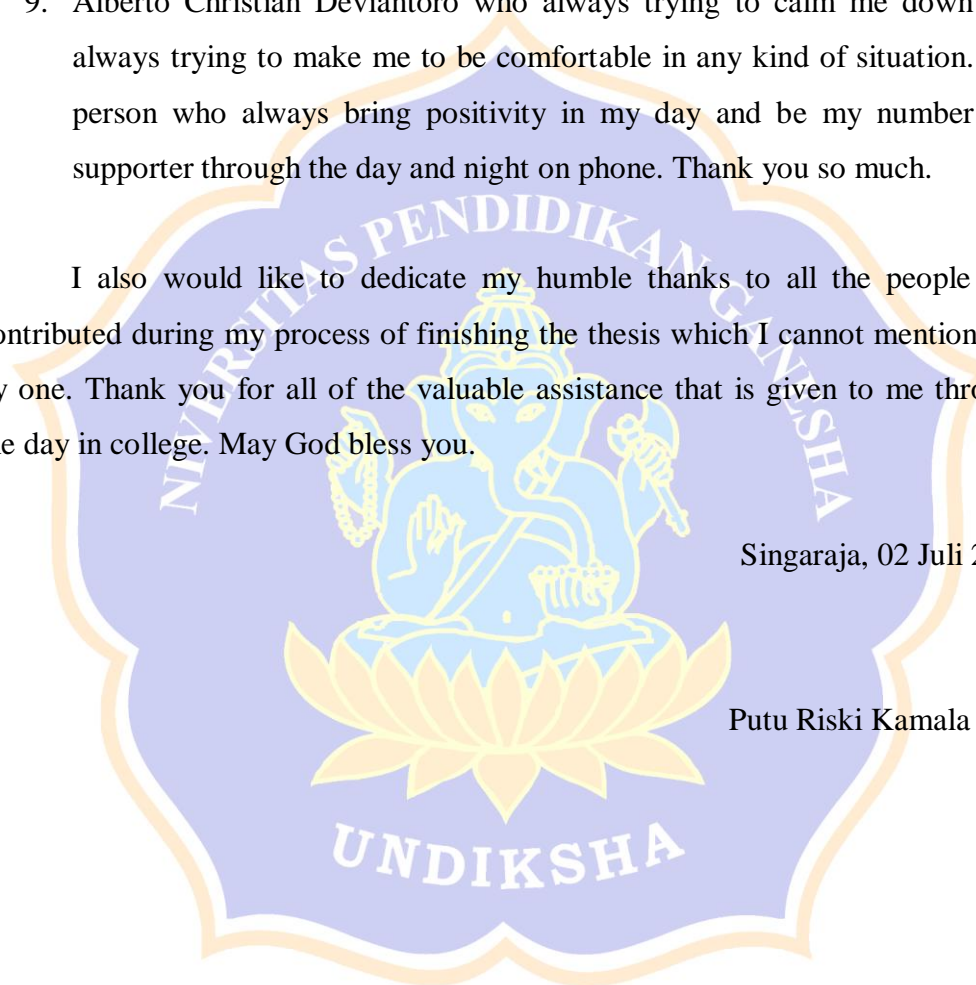 9. Alberto Christian Deviantoro who always trying to calm me down
always trying to make me to be comfortable in any kind of situation.
person who always bring positivity in my day and be my number
supporter through the day and night on phone. Thank you so much.
I also would like to dedicate my humble thanks to all the people
ontributed during my process of finishing the thesis which I cannot mention
y one. Thank you for all of the valuable assistance that is given to me thro
e day in college. May God bless you.
Singaraja, 02 Juli 2
Putu Riski Kamala
NIVERSITAS PENDIDIKAN GANESHA
UNDIKSHA